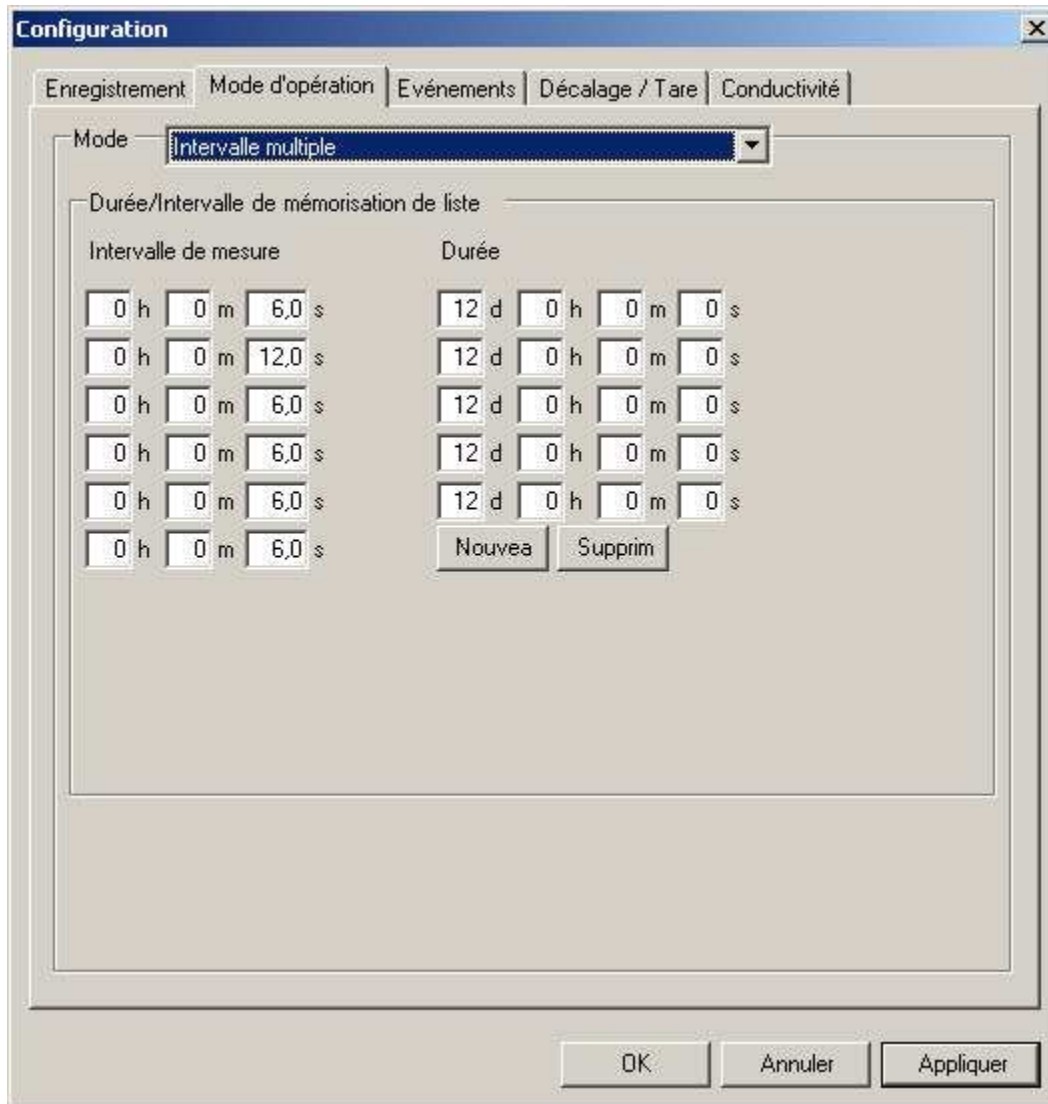 Configuration
Enregistrement Mode d'opération Evénements Décalage / Tare Conductivité
Mode Intervalle multiple
Durée/Intervalle de mémorisation de liste
Intervalle de mesure Durée
0 h 0 m 6,0 s 12 d 0 h 0 m 0 s
0 h 0 m 12,0 s 12 d 0 h 0 m 0 s
0 h 0 m 6,0 s 12 d 0 h 0 m 0 s
0 h 0 m 6,0 s 12 d 0 h 0 m 0 s
0 h 0 m 6,0 s 12 d 0 h 0 m 0 s
0 h 0 m 6,0 s Nouvea Supprim
OK Annuler Appliquer